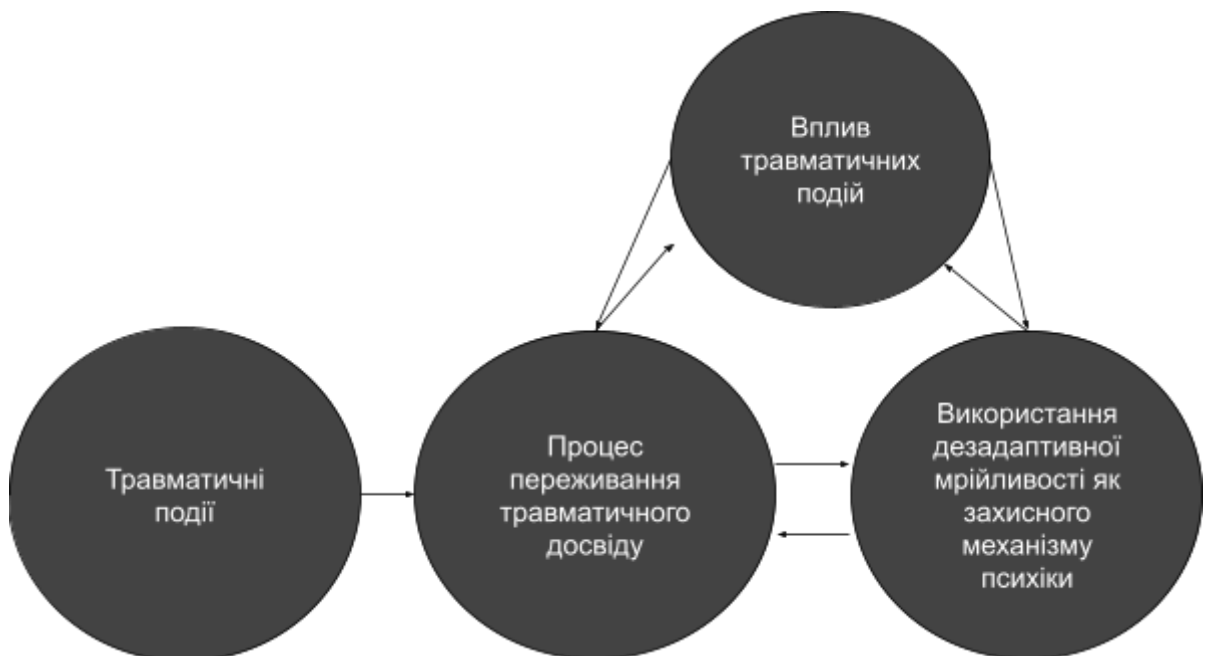 Вплив
травматичних
подій
Травматичні
події
Процес
переживання
травматичного
досвіду
Використання
дезадаптивної
мрійливості як
захисного
механізму
психіки